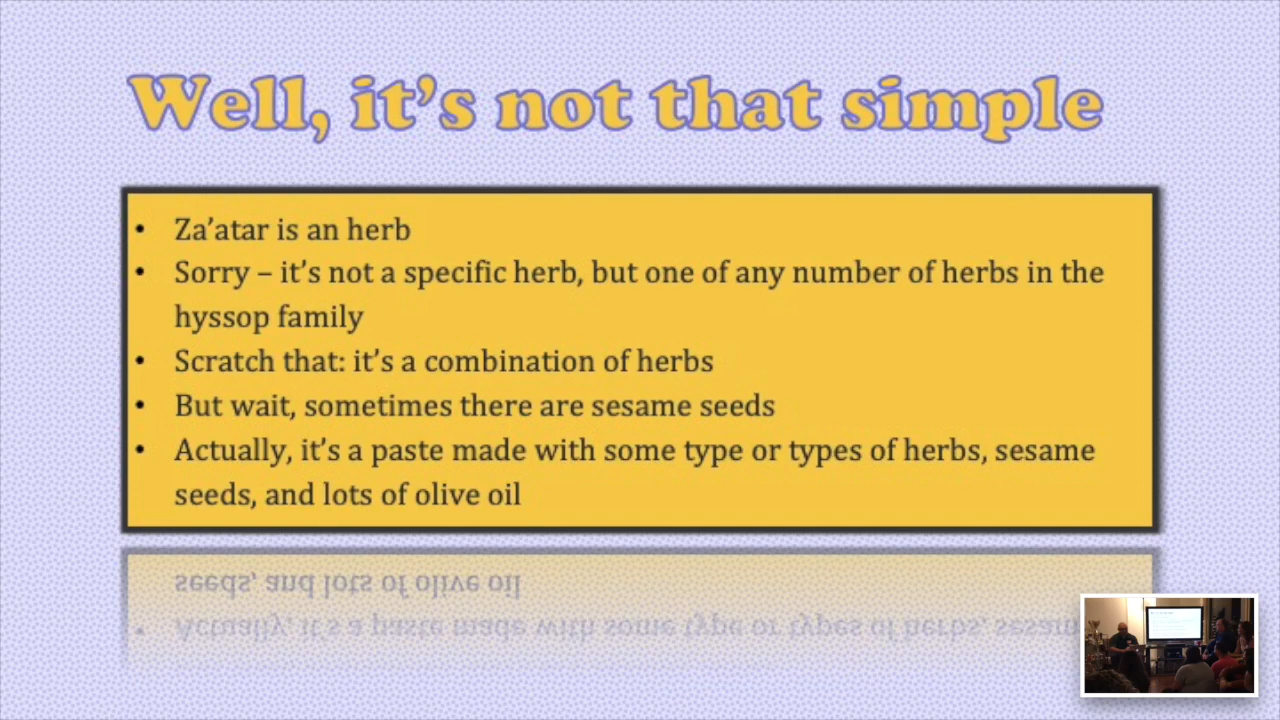 Well, it’s not that simple
• Za’atar is an herb
• Sorry – it’s not a specific herb, but one of any number of herbs in the
hyssop family
• Scratch that: it’s a combination of herbs
• But wait, sometimes there are sesame seeds
• Actually, it’s a paste made with some type or types of herbs, sesame
seeds, and lots of olive oil